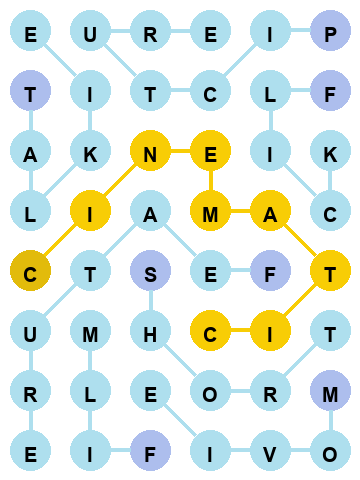 E U R E I P
T I T C L F
A K N E I K
L I A M A C
C T S E F T
U M H C I T
R L E O R M
E I F I V O